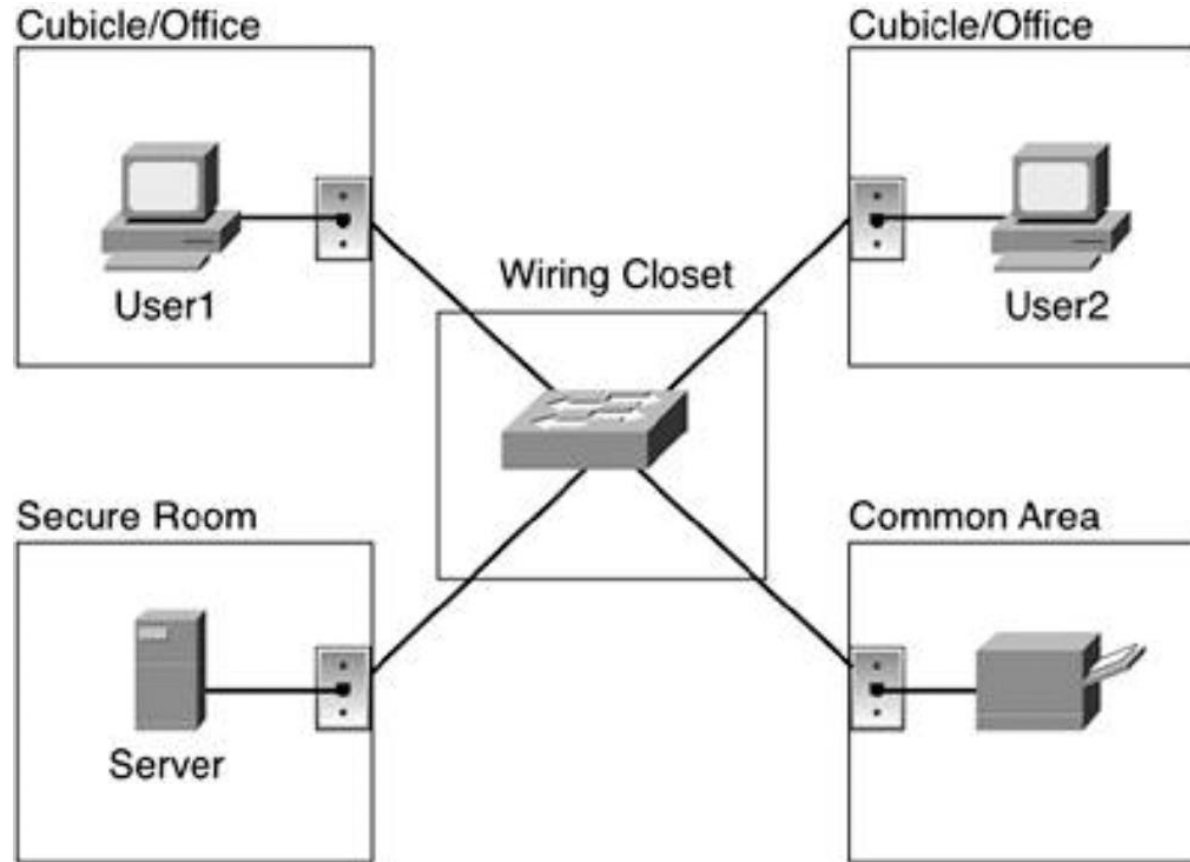 Cubicle/Office
Cubicle/Office
User1
User2
Wiring Closet
Secure Room
Common Area
Server